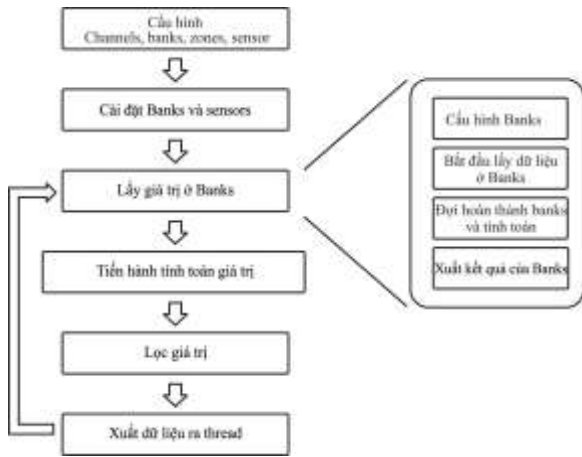 Cấu hình
Channels, banks, zones, sensor
Cài đặt Banks và sensors
Lấy giá trị ở Banks
Tiến hành tính toán giá trị
Lọc giá trị
Xuất dữ liệu ra thread
Cấu hình Banks
Bắt đầu lấy dữ liệu
ở Banks
Đợi hoàn thành banks
và tính toán
Xuất kết quả của Banks